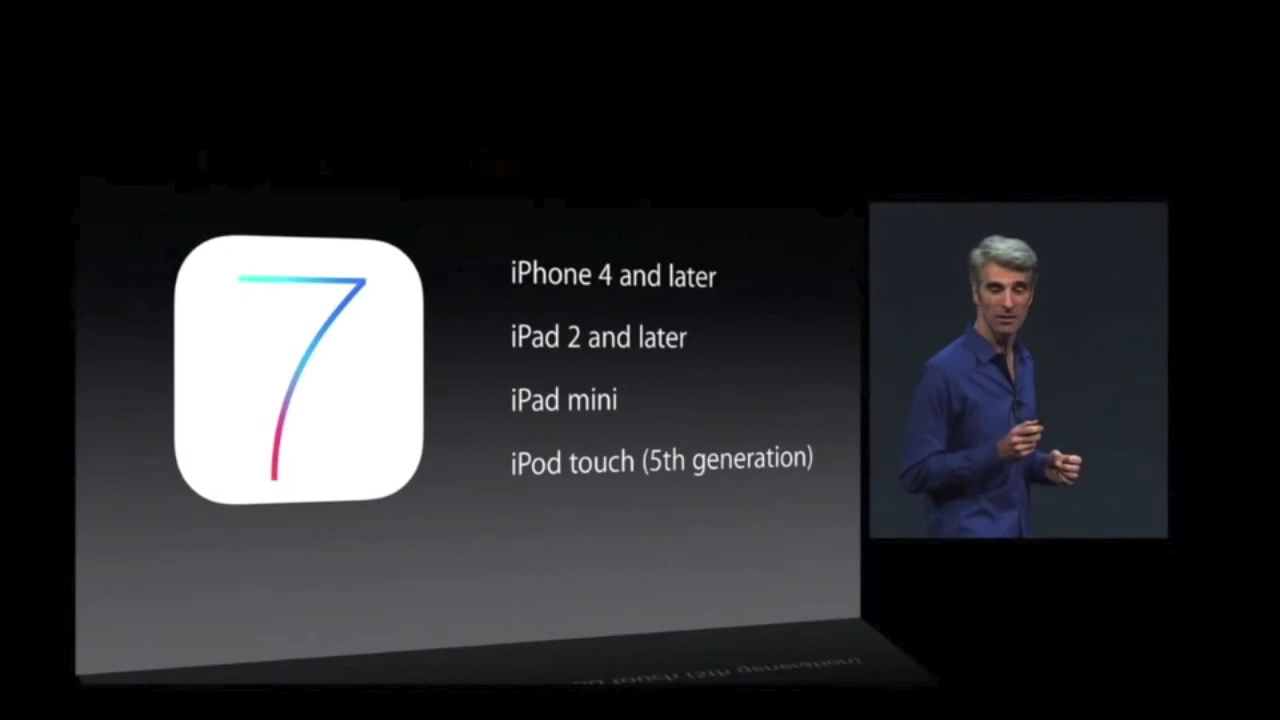 7
iPhone 4 and later
iPad 2 and later
iPad mini
iPod touch (5th generation)